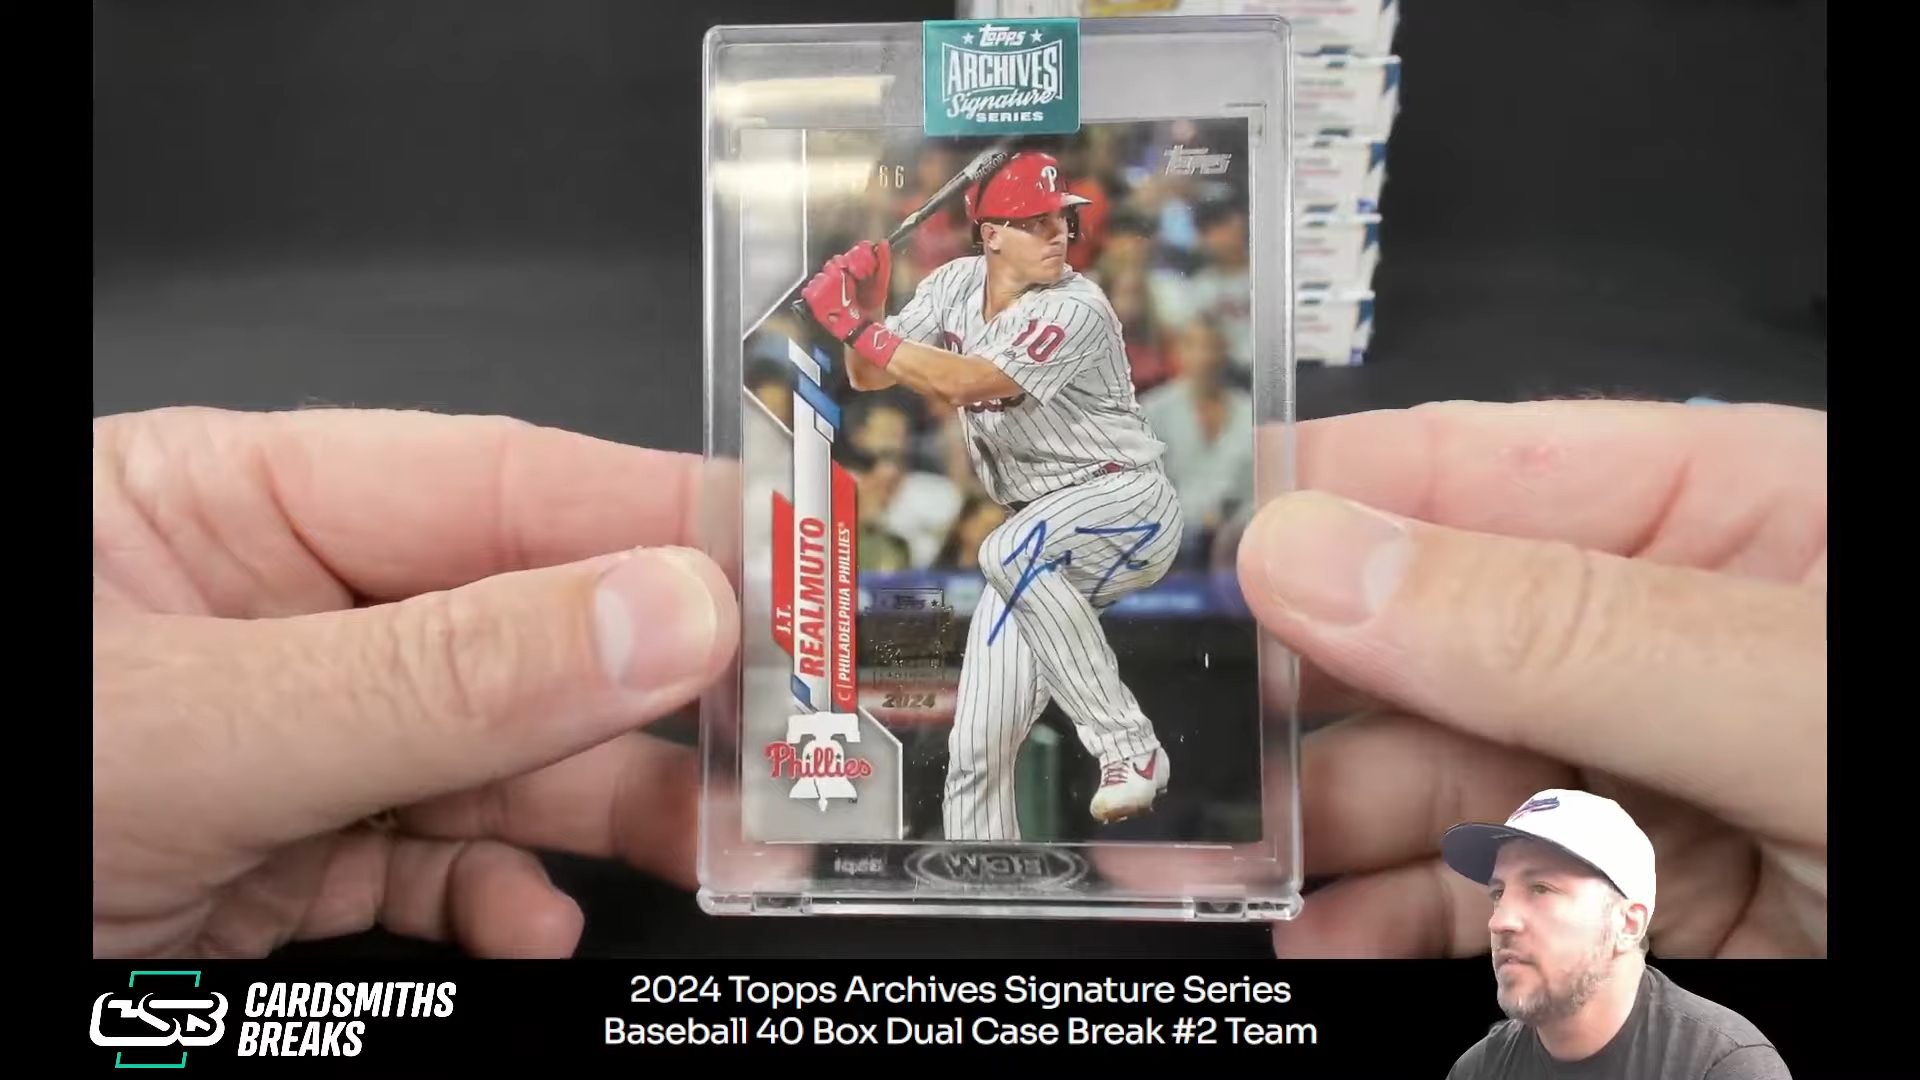 Topps
ARCHIVES
Signature
SERIES
/66
Topps
P
10
J.T.
REALMUTO
C | PHILADELPHIA PHILLIES®
2024
Phillies
CSB
CARDSMITHS
BREAKS
2024 Topps Archives Signature Series
Baseball 40 Box Dual Case Break #2 Team